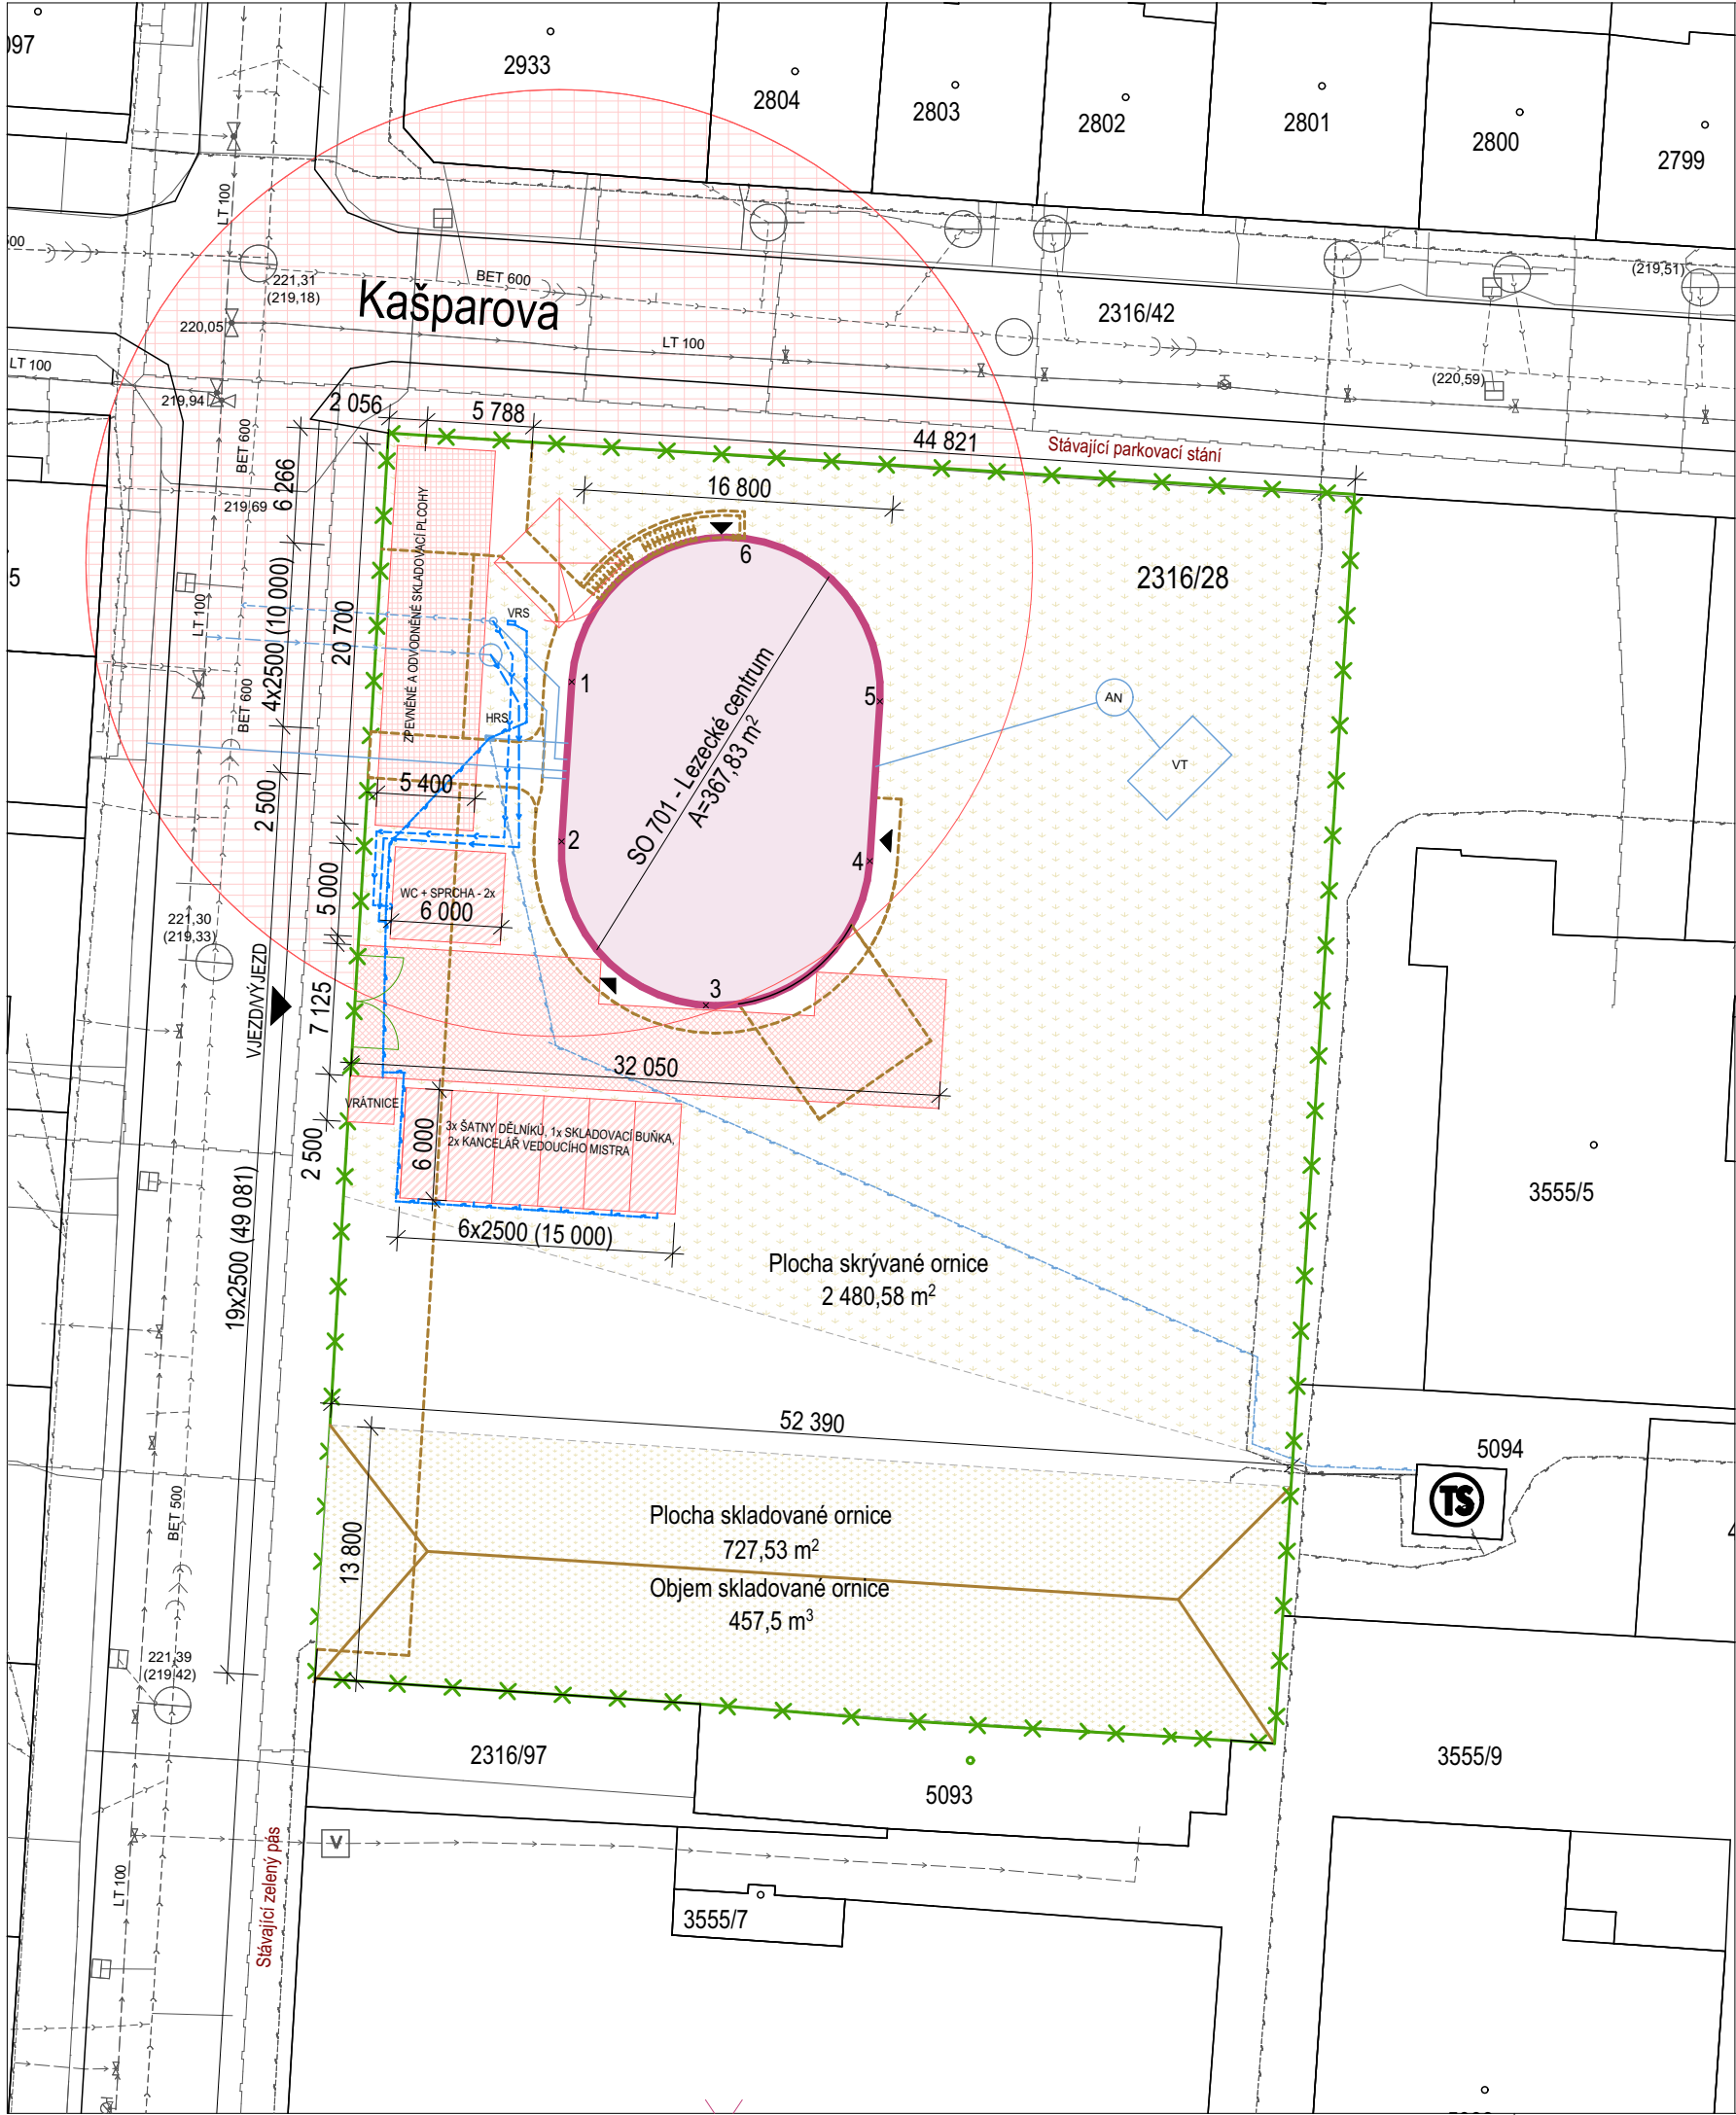 2933
2804
2803
2802
2801
2800
2799
LT 100
221,31
(219,18)
BET 600
(219,51)
Kašparova
2316/42
220,05
LT 100
LT 100
(220,59)
219,94
2 056
5 788
44 821
Stávající parkovací stání
BET 600
6 266
219,69
16 800
2316/28
ZPEVNĚNÉ A ODVODNĚNÉ SKLADOVACÍ PLCOHY
6
5
LT 100
4x2500 (10 000)
20 700
VRS
HRS
1
5
SO 701 - Lezecké centrum
A=367,83 m²
AN
VT
BET 600
2 500
5 400
2
4
WC + SPRCHA - 2x
6 000
5 000
221,30
(219,33)
VJEZD/VÝJEZD
7 125
3
32 050
VRÁTNICE
3x ŠATNY DĚLNÍKŮ, 1x SKLADOVACÍ BUŇKA,
2x KANCELÁŘ VEDOUCÍHO MISTRA
6 000
2 500
19x2500 (49 081)
6x2500 (15 000)
3555/5
Plocha skrývané ornice
2 480,58 m²
52 390
5094
TS
BET 500
13 800
Plocha skladované ornice
727,53 m²
Objem skladované ornice
457,5 m³
221,39
(219,42)
2316/97
5093
3555/9
V
LT 100
Stávající zelený pás
3555/7